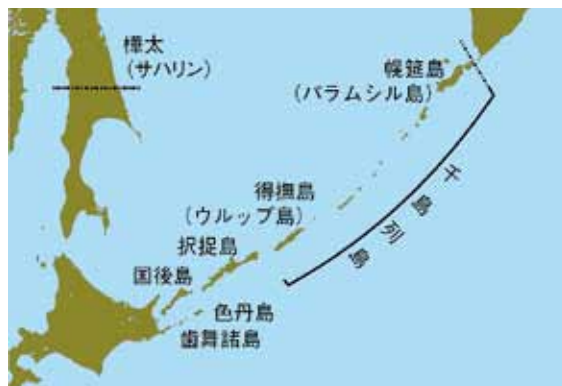 樺太
(サハリン)
幌筵島
(パラムシル島)
千島列島
得撫島
(ウルップ島)
択捉島
国後島
色丹島
歯舞諸島